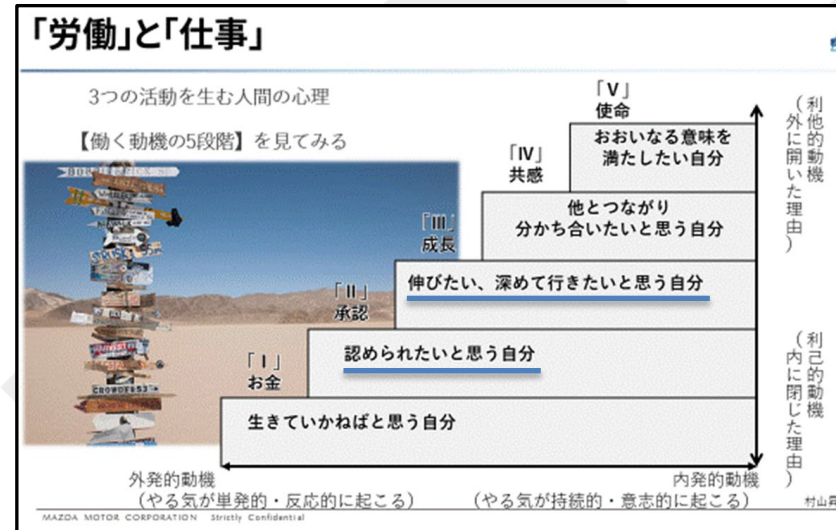 「労働」と「仕事」
3つの活動を生む人間の心理
【働く動機の5段階】を見てみる
「Ⅴ」
使命
おおいなる意味を
満たしたい自分
「Ⅳ」
共感
他とつながり
分かち合いたいと思う自分
「Ⅲ」
成長
伸びたい、深めて行きたいと思う自分
「Ⅱ」
承認
認められたいと思う自分
「Ⅰ」
お金
生きていかねばと思う自分
利他的動機
（外に開いた理由）
利己的動機
（内に閉じた理由）
外発的動機
（やる気が単発的・反応的に起こる）
内発的動機
（やる気が持続的・意志的に起こる）
CROWDER 53
村山
MAZDA MOTOR CORPORATION Strictly Confidential